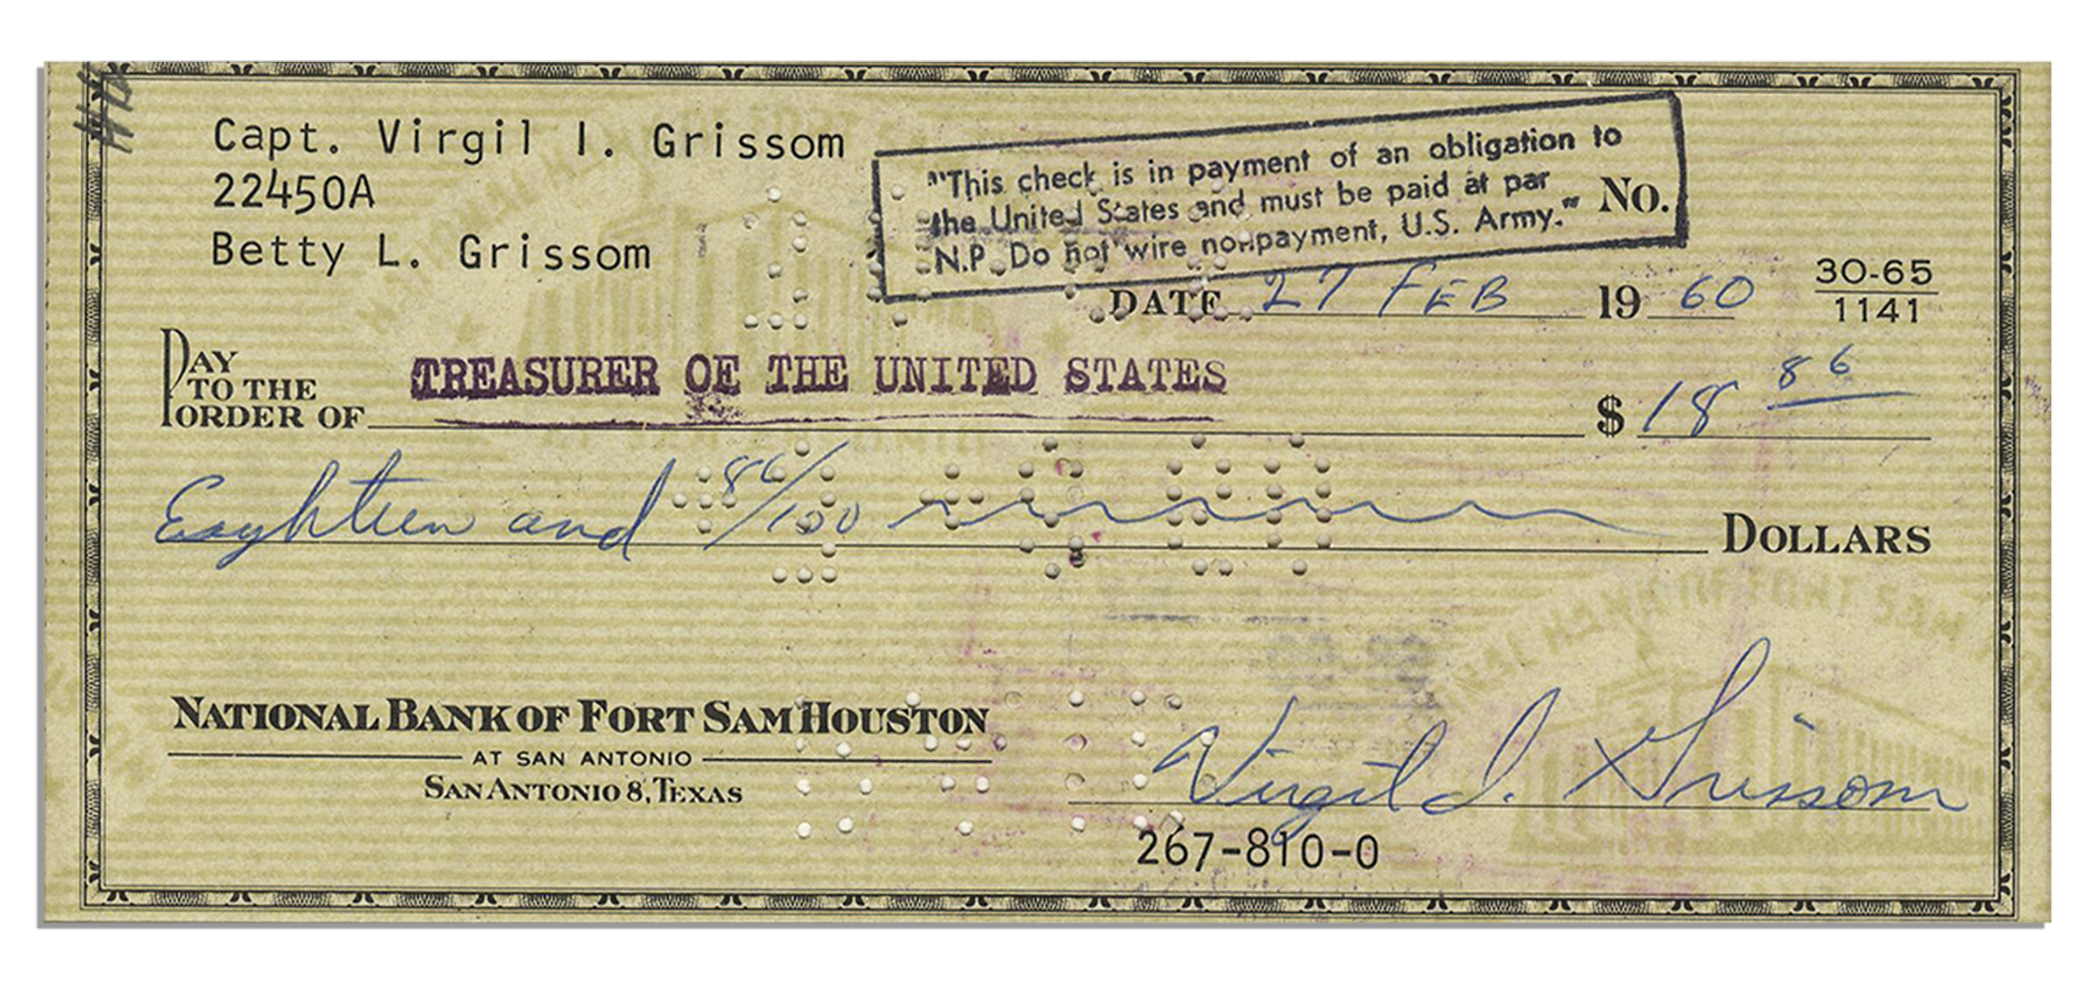 Capt. Virgil I. Grissom
22450A
Betty L. Grissom
"This check is in payment of an obligation to
the United States and must be paid at par
N.P. Do not wire nonpayment, U.S. Army."
No.
DATE 27 FEB 19 60
30-65
1141
PAY TO THE ORDER OF TREASURER OF THE UNITED STATES $ 18 86
Eighteen and 86/100 DOLLARS
NATIONAL BANK OF FORT SAM HOUSTON
AT SAN ANTONIO
SAN ANTONIO 8, TEXAS
Virgil I. Grissom
267-810-0